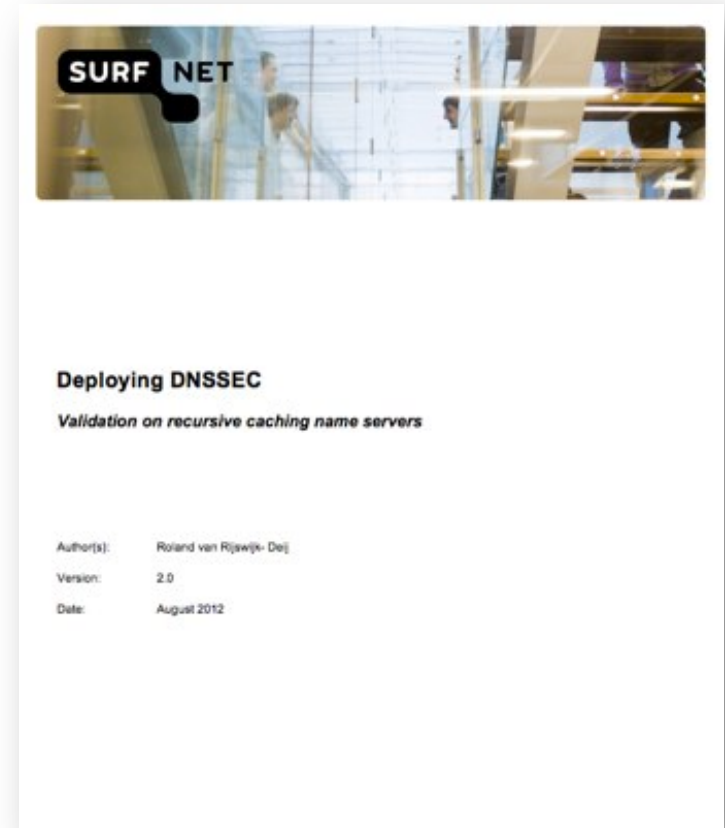 SURF NET
Deploying DNSSEC
Validation on recursive caching name servers
Author(s): Roland van Rijswijk- Deij
Version: 2.0
Date: August 2012